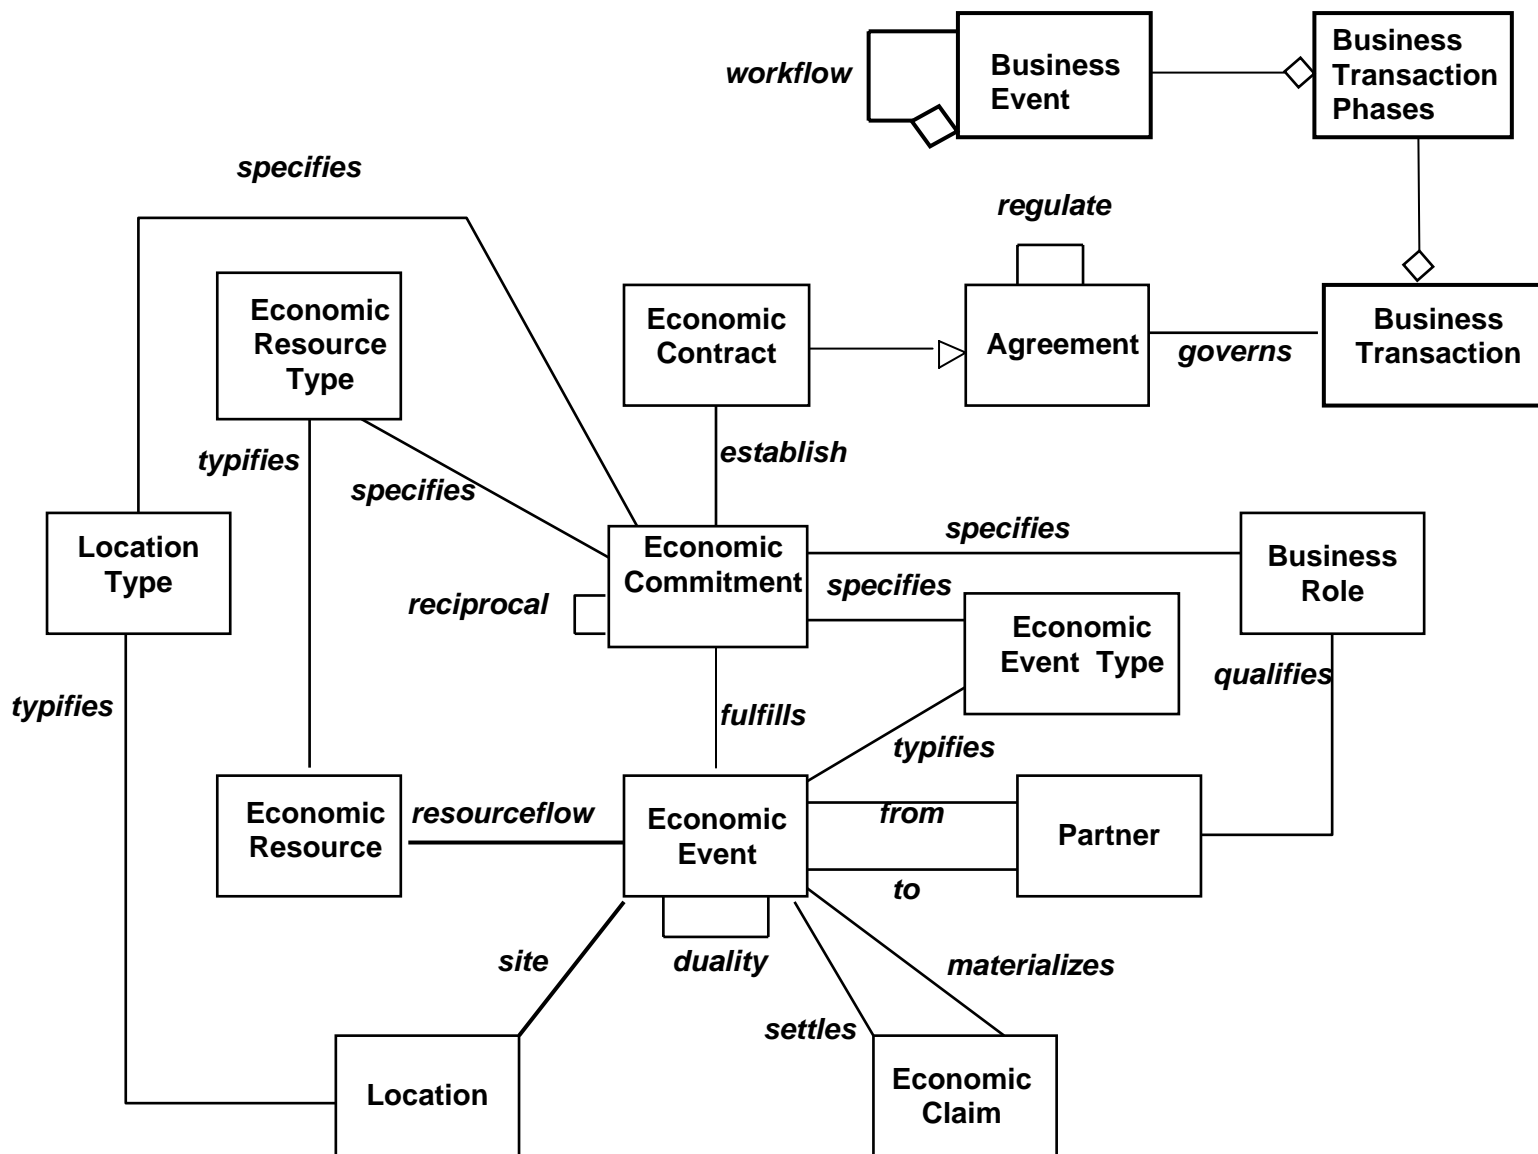 workflow
Business
Event
Business
Transaction
Phases
specifies
regulate
Economic
Resource
Type
Economic
Contract
Agreement
governs
Business
Transaction
typifies
specifies
establish
Location
Type
Economic
Commitment
reciprocal
specifies
specifies
Business
Role
Economic
Event Type
qualifies
typifies
fulfills
typifies
Economic
Resource
resourceflow
Economic
Event
from
to
Partner
site
duality
materializes
settles
Location
Economic
Claim